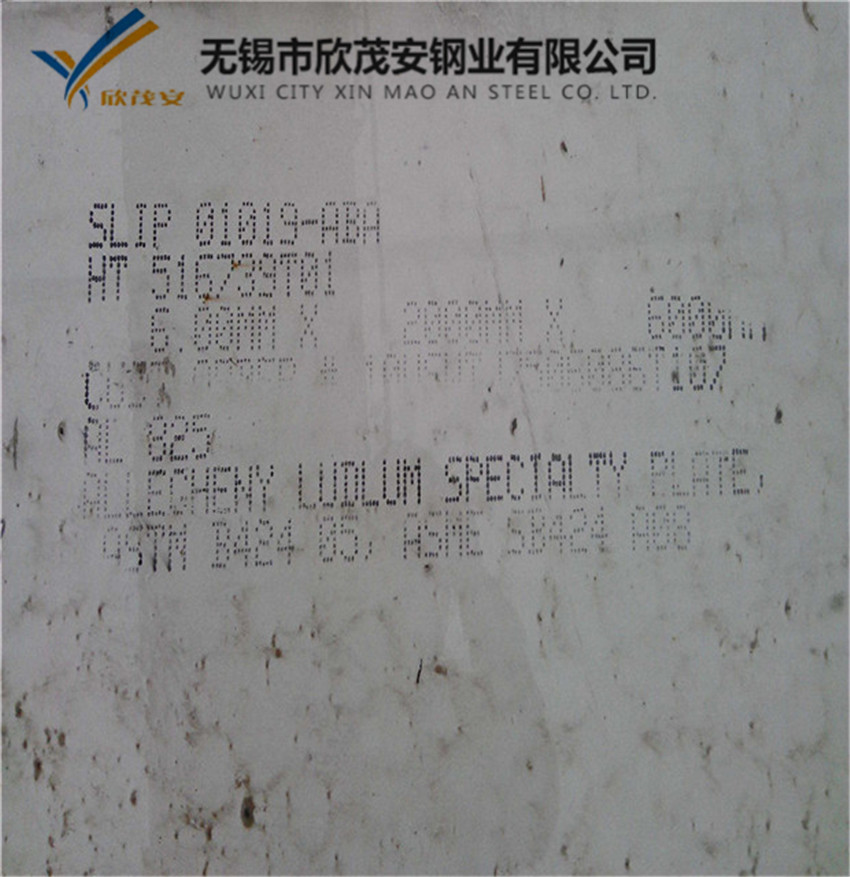 欣茂安
无锡市欣茂安钢业有限公司
WUXI CITY XIN MAO AN STEEL CO. LTD.
SLIP 01019-ABA
HT 516739T01
6.00MM X 2000MM X 6000mm
AL 825
ALLEGHENY LUDLUM SPECIALTY PLATE,
ASTM B424 05, ASME SB424 A08